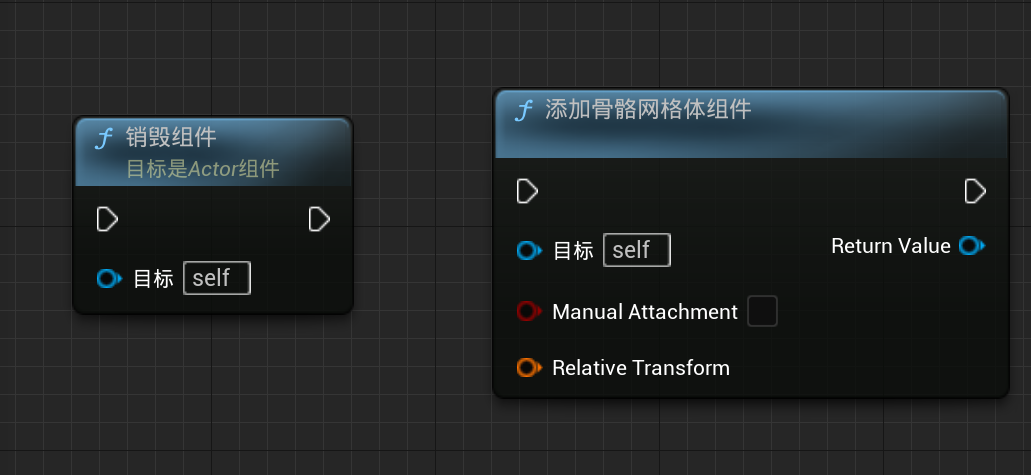 销毁组件
目标是Actor组件
目标 self
添加骨骼网格体组件
目标 self
Return Value
Manual Attachment
Relative Transform